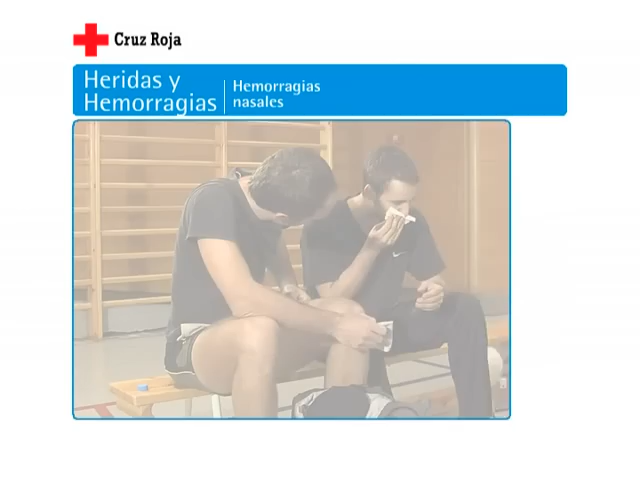 Cruz Roja
Heridas y
Hemorragias
Hemorragias
nasales